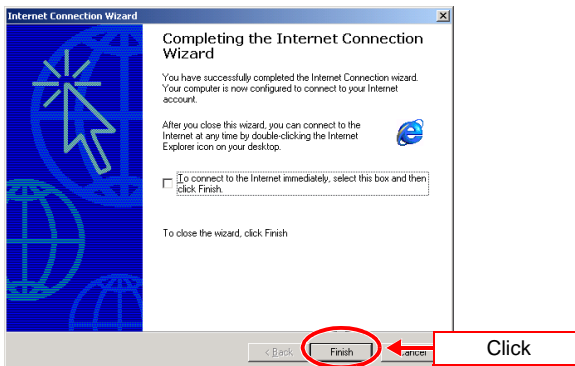 Internet Connection Wizard
Completing the Internet Connection
Wizard
You have successfully completed the Internet Connection wizard.
Your computer is now configured to connect to your Internet
account.
After you close this wizard, you can connect to the
Internet at any time by double-clicking the Internet
Explorer icon on your desktop.
To connect to the Internet immediately, select this box and then
click Finish.
To close the wizard, click Finish
< Back
Finish
Cancel
Click